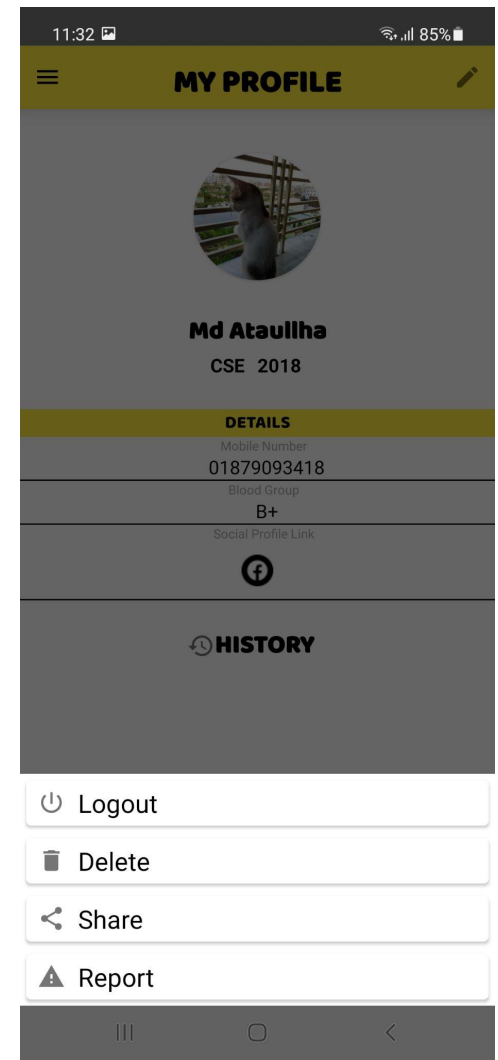 11:32 85%
MY PROFILE
Md Ataullha
CSE 2018
DETAILS
Mobile Number
01879093418
Blood Group
B+
Social Profile Link
HISTORY
Logout
Delete
Share
Report